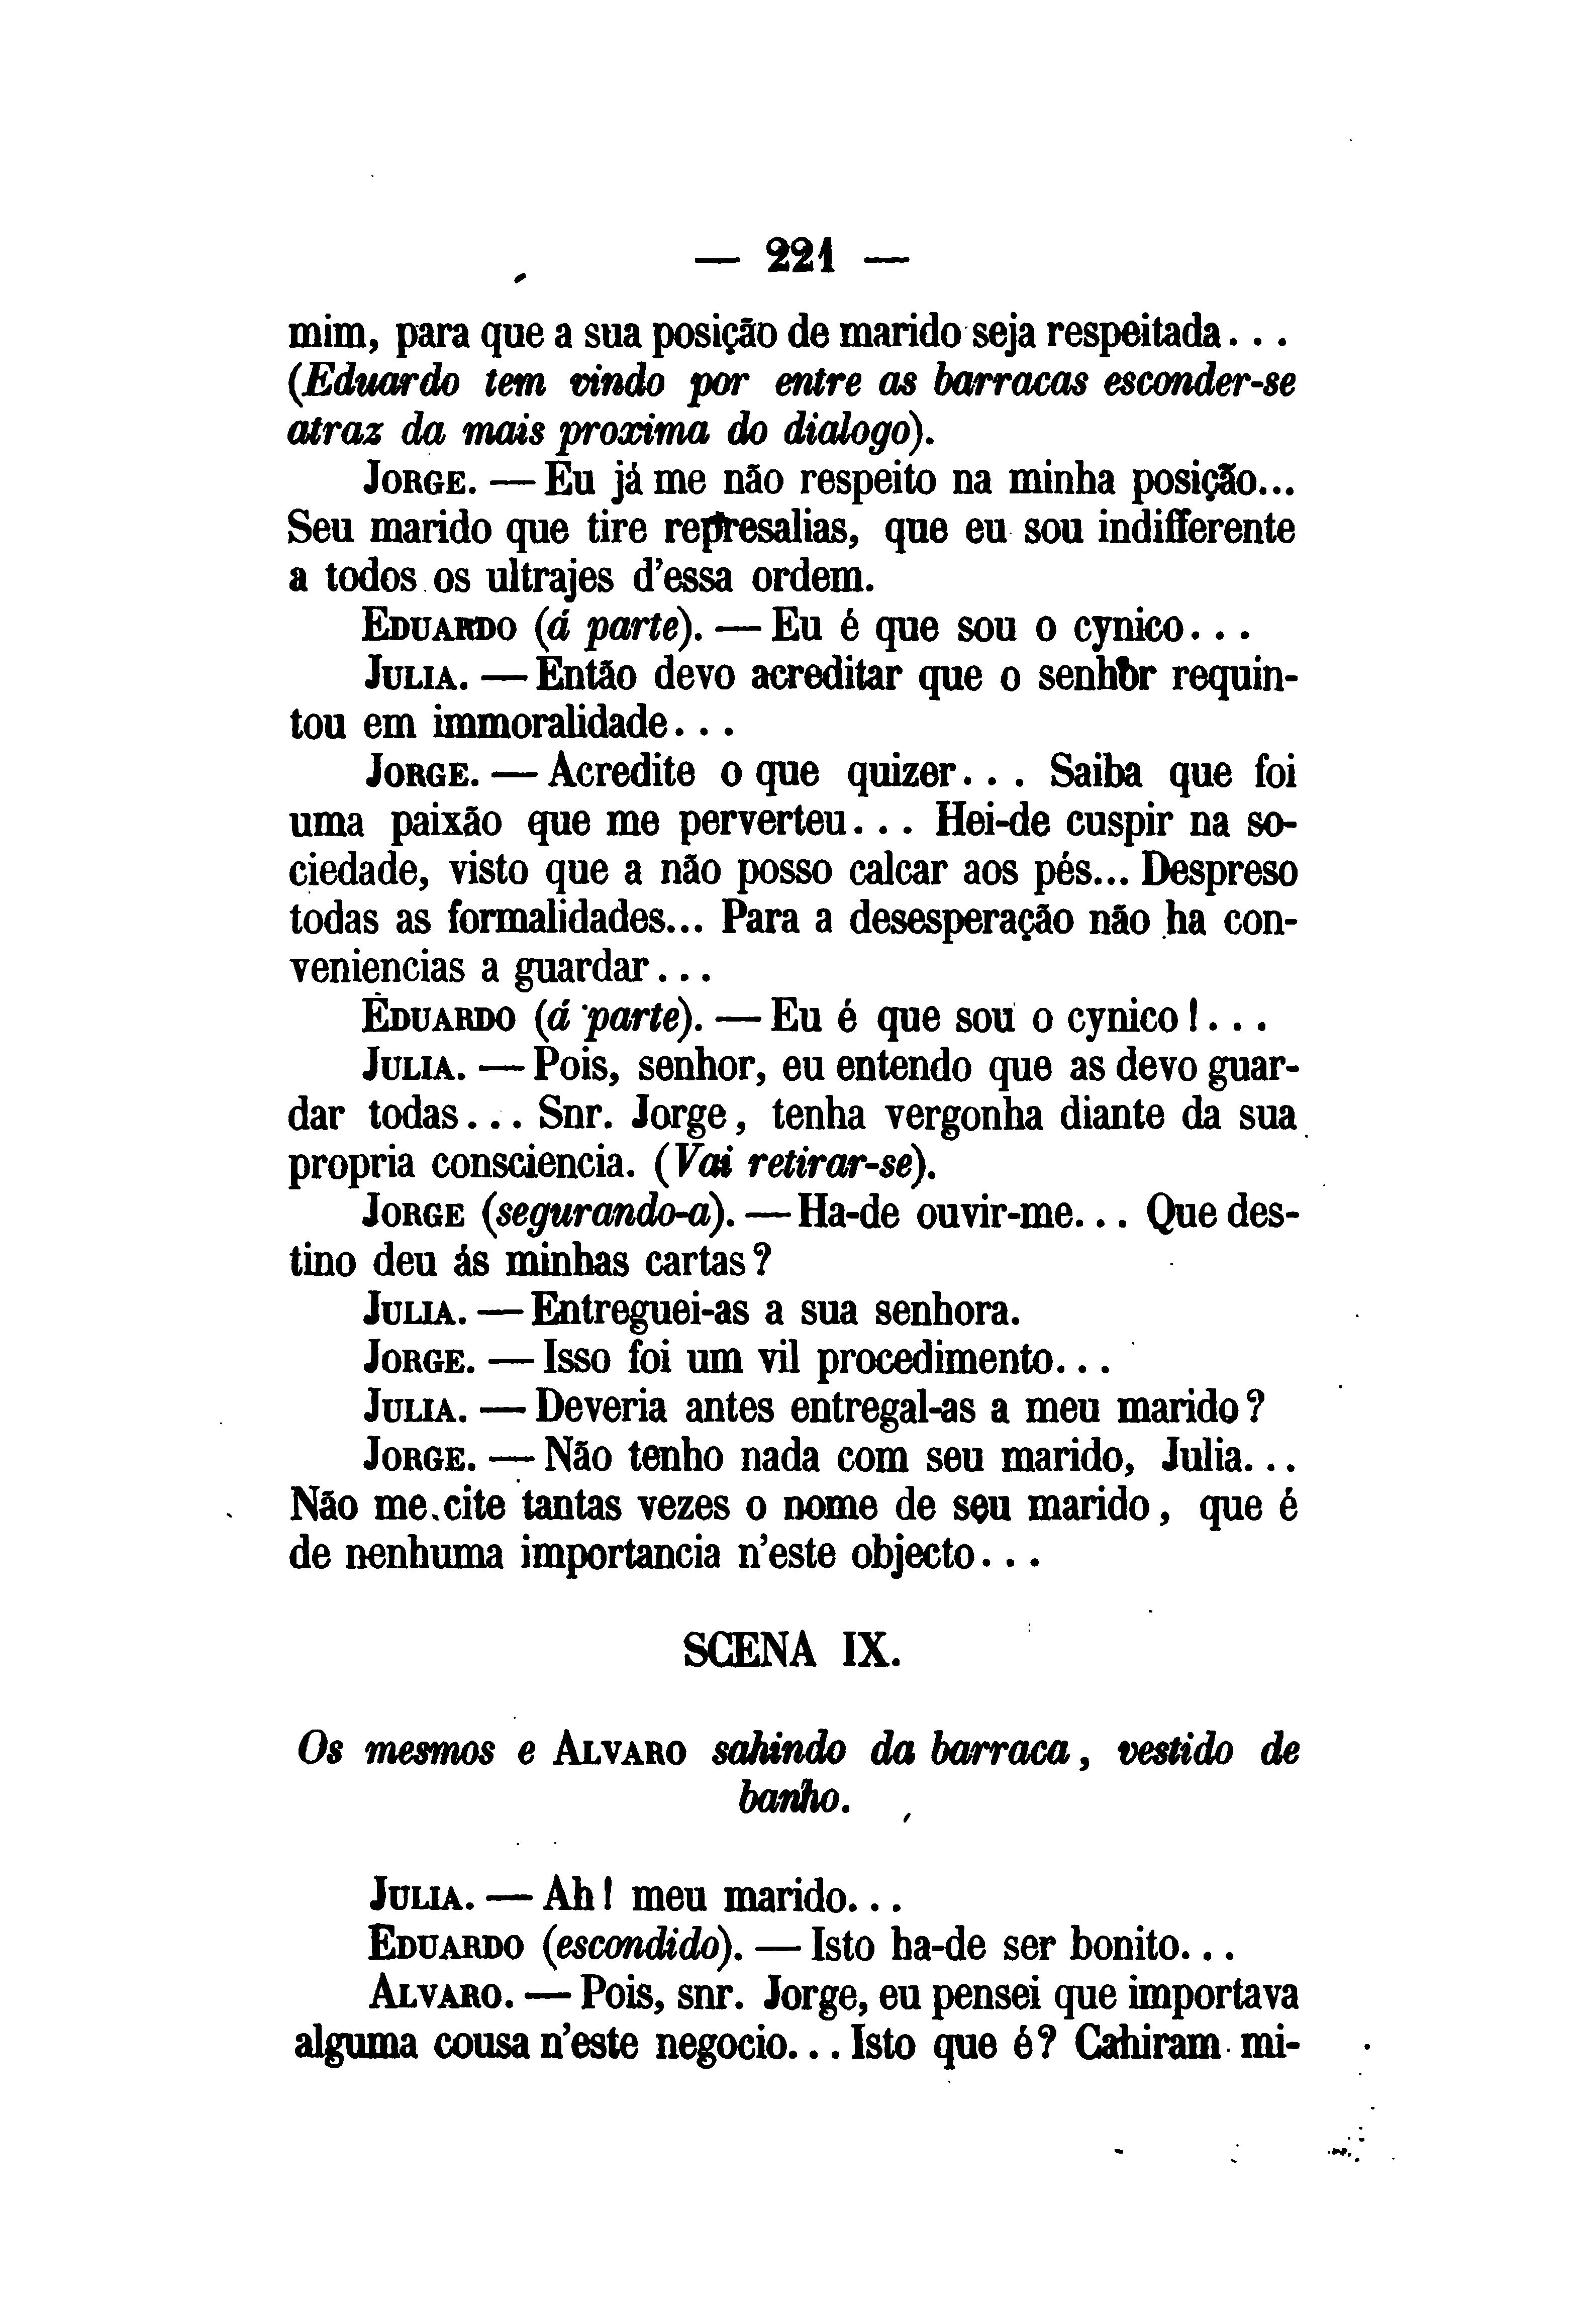 — 221 —
mim, para que a sua posição de marido seja respeitada...
(Eduardo tem vindo por entre as barracas esconder-se
atraz da mais proxima do dialogo).
JORGE. — Eu já me não respeito na minha posição...
Seu marido que tire represalias, que eu sou indifferente
a todos os ultrajes d'essa ordem.
EDUARDO (á parte). — Eu é que sou o cynico...
JULIA. — Então devo acreditar que o senhor requin-
tou em immoralidade...
JORGE. — Acredite o que quizer... Saiba que foi
uma paixão que me perverteu... Hei-de cuspir na so-
ciedade, visto que a não posso calcar aos pés... Despreso
todas as formalidades... Para a desesperação não ha con-
veniencias a guardar...
EDUARDO (á parte). — Eu é que sou o cynico!...
JULIA. — Pois, senhor, eu entendo que as devo guar-
dar todas... Snr. Jorge, tenha vergonha diante da sua
propria consciencia. (Vai retirar-se).
JORGE (segurando-a). — Ha-de ouvir-me... Que des-
tino deu ás minhas cartas?
JULIA. — Entreguei-as a sua senhora.
JORGE. — Isso foi um vil procedimento...
JULIA. — Deveria antes entregal-as a meu marido?
JORGE. — Não tenho nada com seu marido, Julia...
Não me cite tantas vezes o nome de seu marido, que é
de nenhuma importancia n'este objecto...
SCENA IX.
Os mesmos e ALVARO sahindo da barraca, vestido de
banho.
JULIA. — Ah! meu marido...
EDUARDO (escondido). — Isto ha-de ser bonito...
ALVARO. — Pois, snr. Jorge, eu pensei que importava
alguma cousa n'este negocio... Isto que é? Cahiram mi-